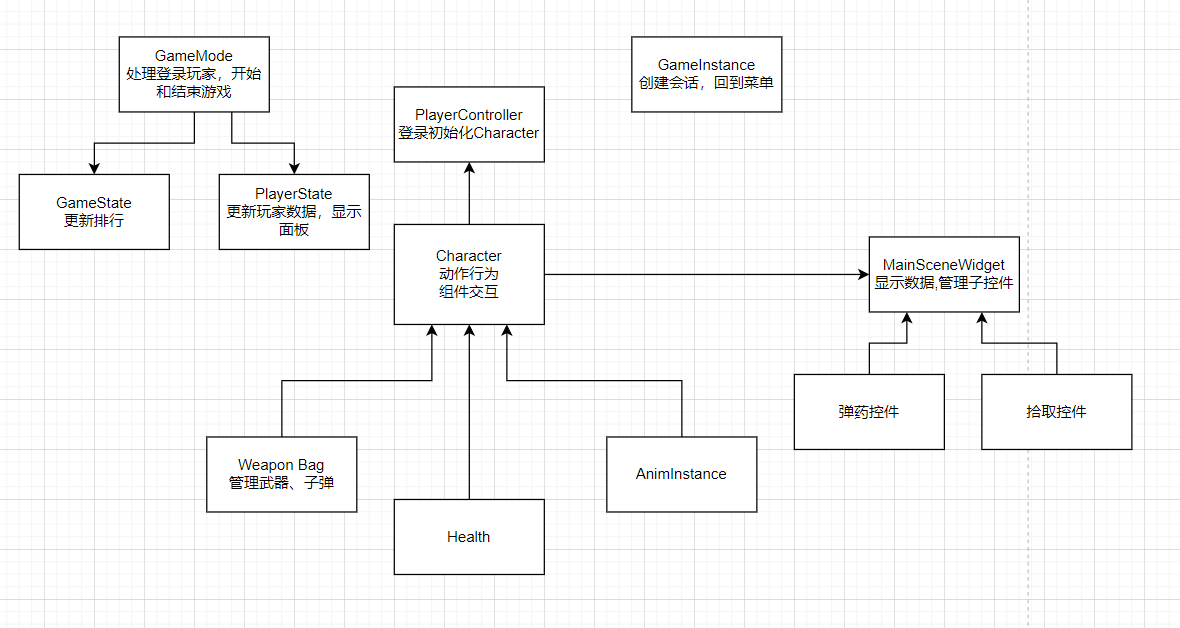 GameMode
处理登录玩家，开始
和结束游戏
GameInstance
创建会话，回到菜单
PlayerController
登录初始化Character
GameState
更新排行
PlayerState
更新玩家数据，显示
面板
Character
动作行为
组件交互
MainSceneWidget
显示数据,管理子控件
弹药控件
拾取控件
Weapon Bag
管理武器、子弹
AnimInstance
Health